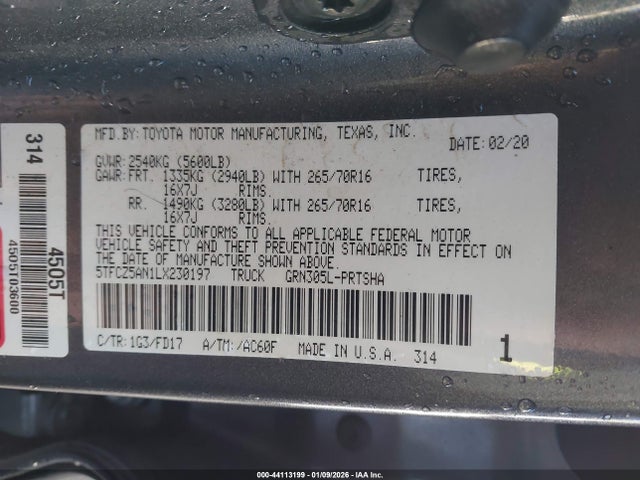 MFD.BY:TOYOTA MOTOR MANUFACTURING, TEXAS, INC.
DATE:02/20
GVWR:2540KG (5600LB)
GAWR:FRT. 1335KG (2940LB) WITH 265/70R16 TIRES,
16X7J RIMS.
RR. 1490KG (3280LB) WITH 265/70R16 TIRES,
16X7J RIMS.
THIS VEHICLE CONFORMS TO ALL APPLICABLE FEDERAL MOTOR
VEHICLE SAFETY AND THEFT PREVENTION STANDARDS IN EFFECT ON
THE DATE OF MANUFACTURE SHOWN ABOVE.
5TFC25AN1LX230197 TRUCK GRN305L-PRTSHA
C/TR:1G3/FD17 A/TM:/AC60F MADE IN U.S.A. 314
1
314
4505T
4505T03600
000-44113199 - 01/09/2026 - IAAI.COM